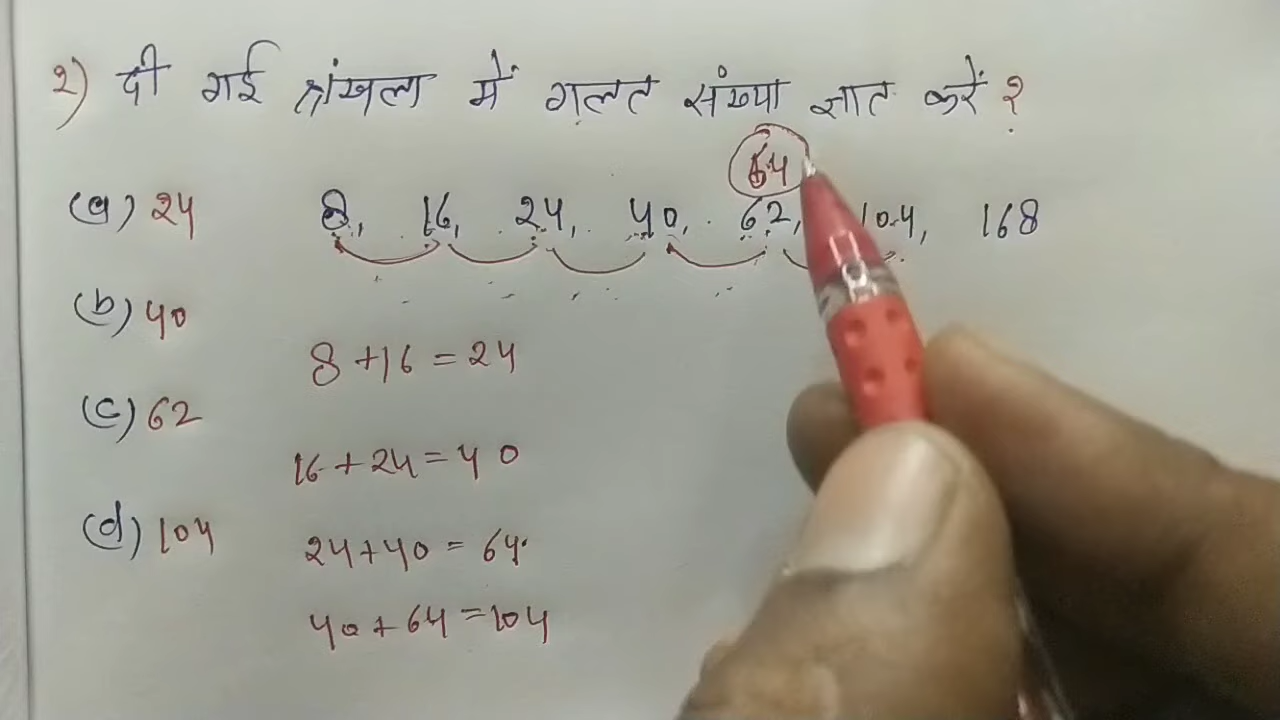 २) दी गई श्रंखला में गलत संख्या ज्ञात करें ?
64
(a) 24
8, 16, 24, 40, 62, 104, 168
(b) 40
8 + 16 = 24
(c) 62
16 + 24 = 40
(d) 104
24 + 40 = 64
40 + 64 = 104